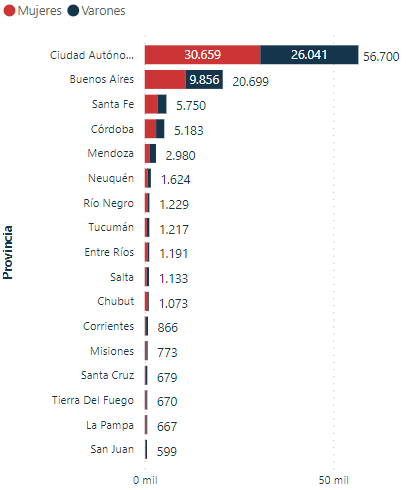 Mujeres Varones
Ciudad Autóno... 30.659 26.041 56.700
Buenos Aires 9.856 20.699
Santa Fe 5.750
Córdoba 5.183
Mendoza 2.980
Neuquén 1.624
Río Negro 1.229
Tucumán 1.217
Entre Ríos 1.191
Salta 1.133
Chubut 1.073
Corrientes 866
Misiones 773
Santa Cruz 679
Tierra Del Fuego 670
La Pampa 667
San Juan 599
Provincia
0 mil 50 mil